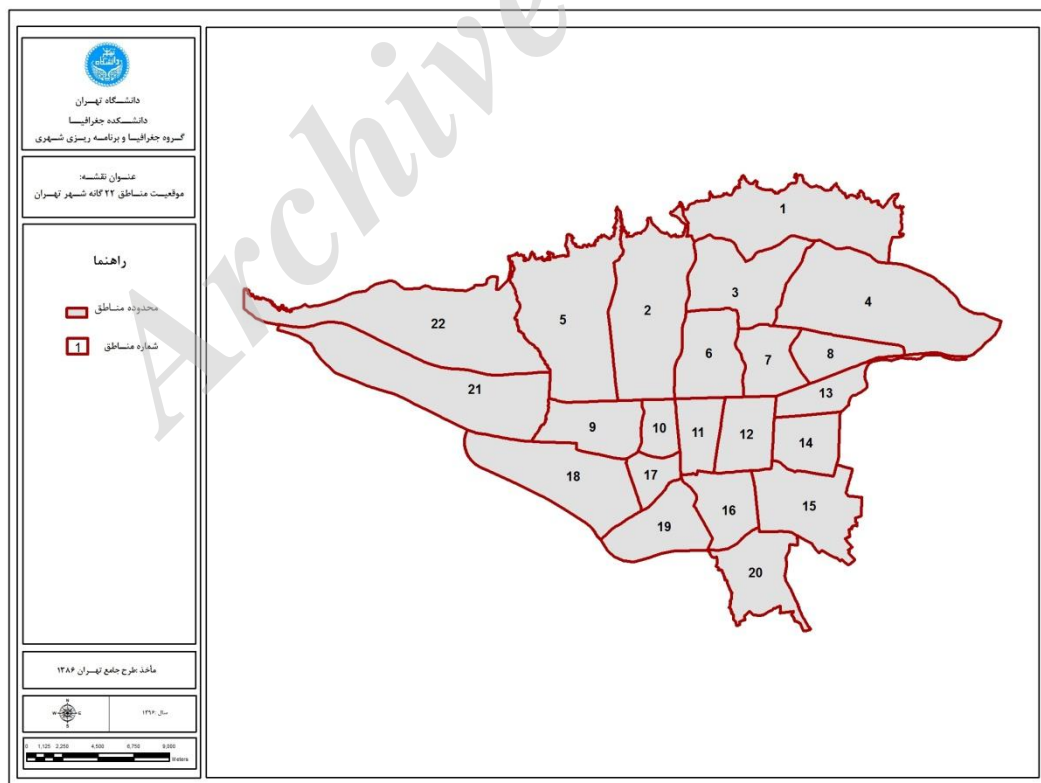 دانشگاه تهران
دانشکده جغرافیا
گروه جغرافیا و برنامه ریزی شهری
عنوان نقشه:
موقعیت مناطق ۲۲ گانه شهر تهران
راهنما
محدوده مناطق
1 شماره مناطق
مأخذ :طرح جامع تهران ۱۳۸۶
N
W E
S
0 1,125 2,250 4,500 6,750 9,000
Meters
Archive
1
2
3
4
5
6
7
8
9
10
11
12
13
14
15
16
17
18
19
20
21
22